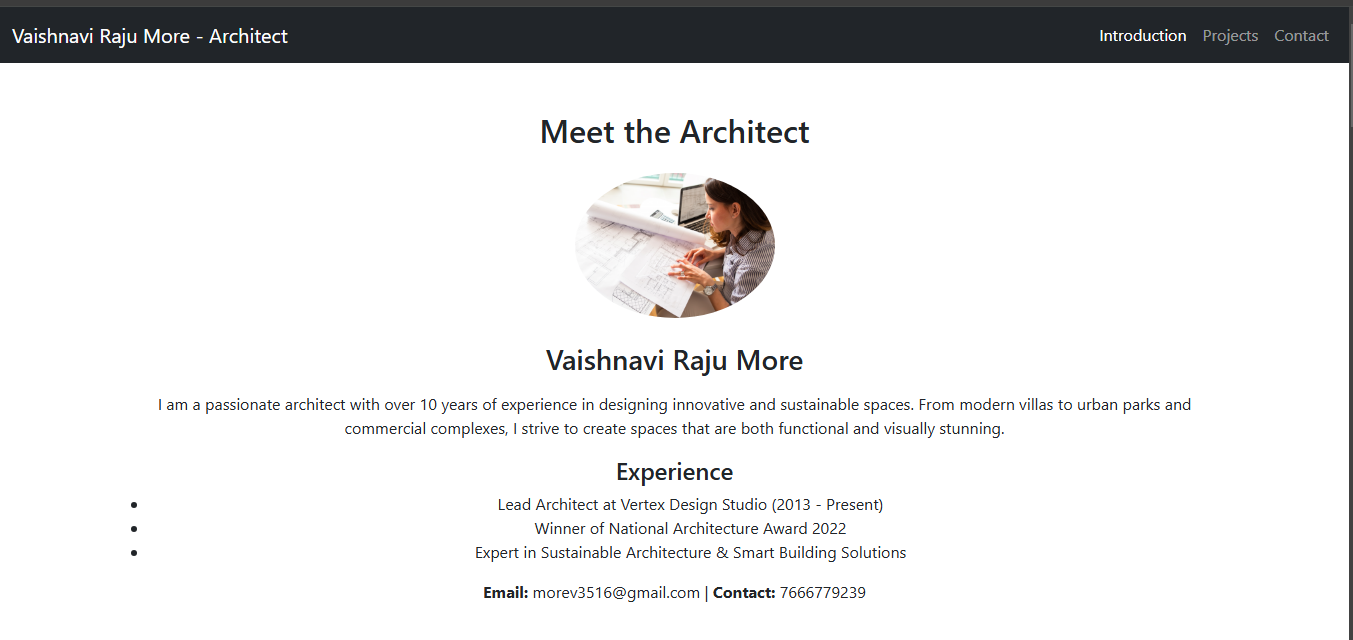 Vaishnavi Raju More - Architect
Introduction Projects Contact
Meet the Architect
Vaishnavi Raju More
I am a passionate architect with over 10 years of experience in designing innovative and sustainable spaces. From modern villas to urban parks and
commercial complexes, I strive to create spaces that are both functional and visually stunning.
Experience
• Lead Architect at Vertex Design Studio (2013 - Present)
• Winner of National Architecture Award 2022
• Expert in Sustainable Architecture & Smart Building Solutions
Email: morev3516@gmail.com | Contact: 7666779239